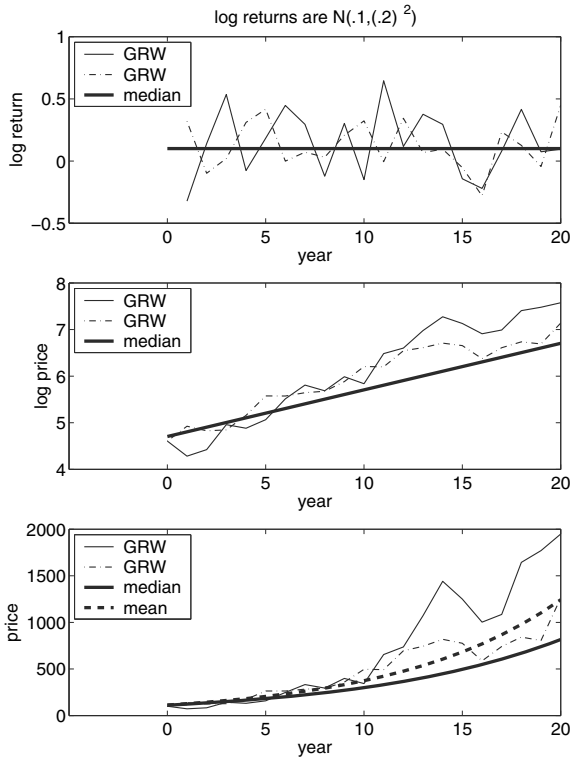 log returns are N(.1,(.2) 2)
1
0.5
0
−0.5
log return
GRW
GRW
median
0 5 10 15 20
year
8
7
6
5
4
log price
GRW
GRW
median
0 5 10 15 20
year
2000
1500
1000
500
0
price
GRW
GRW
median
mean
0 5 10 15 20
year